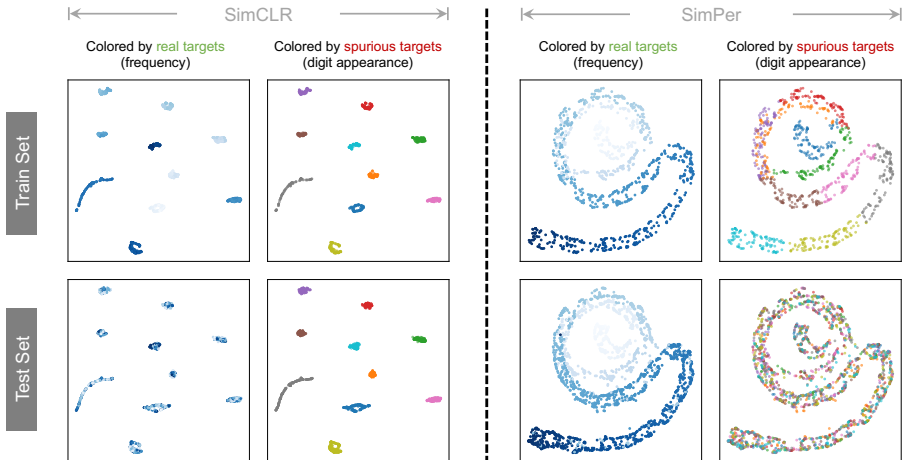 SimCLR
SimPer
Colored by real targets
(frequency)
Colored by spurious targets
(digit appearance)
Colored by real targets
(frequency)
Colored by spurious targets
(digit appearance)
Train Set
Test Set